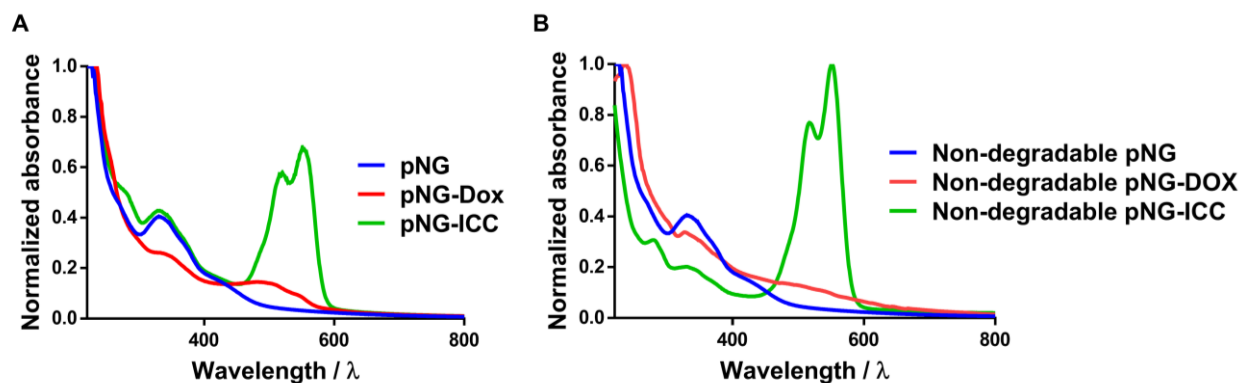 A
Normalized absorbance
1.0
0.8
0.6
0.4
0.2
0.0
400
600
800
Wavelength / λ
pNG
pNG-Dox
pNG-ICC
B
Normalized absorbance
1.0
0.8
0.6
0.4
0.2
0.0
400
600
800
Wavelength / λ
Non-degradable pNG
Non-degradable pNG-DOX
Non-degradable pNG-ICC